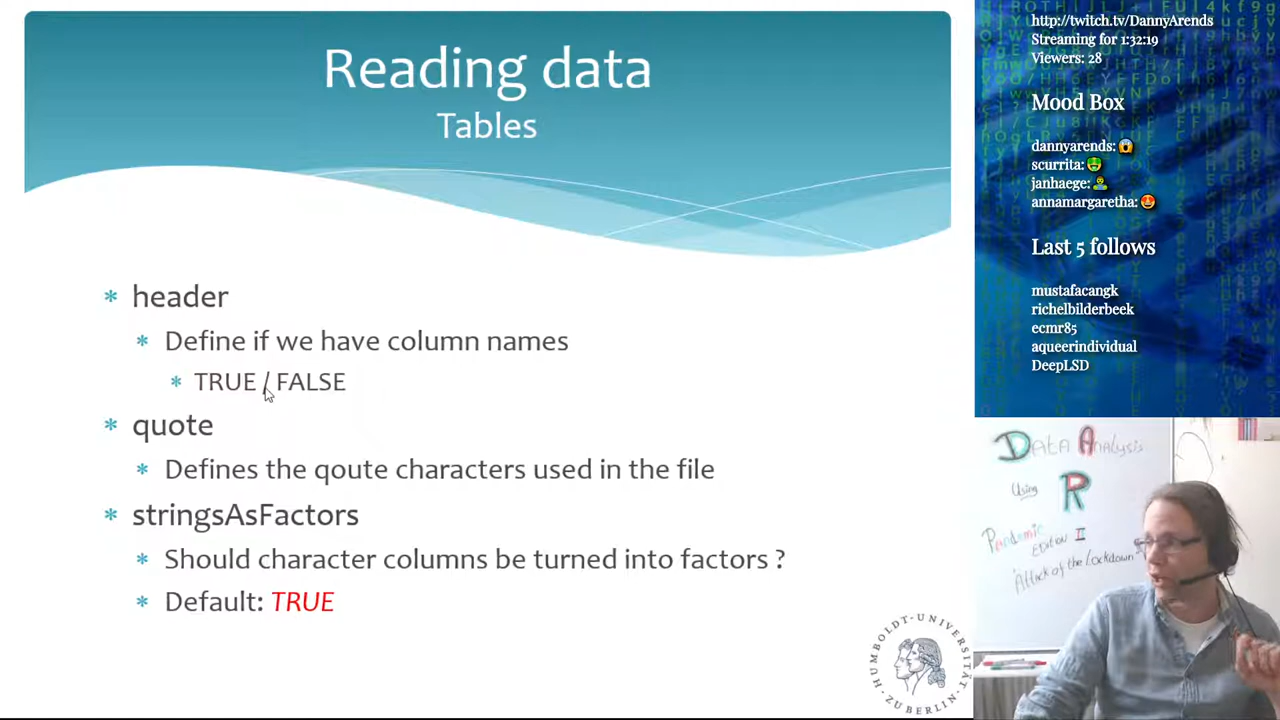 Reading data
Tables
* header
* Define if we have column names
* TRUE / FALSE
* quote
* Defines the qoute characters used in the file
* stringsAsFactors
* Should character columns be turned into factors ?
* Default: TRUE
HUMBOLDT-UNIVERSITÄT
ZU BERLIN
http://twitch.tv/DannyArends
Streaming for 1:32:19
Viewers: 28
Mood Box
dannyarends: 😱
scurrita: 🤑
janhaege:
annamargaretha: 😍
Last 5 follows
mustafacangk
richelbilderbeek
ecmr85
aqueerindividual
DeepLSD
Data Analysis
Using R
Pandemic
Edition II
"Attack of the Lockdown"